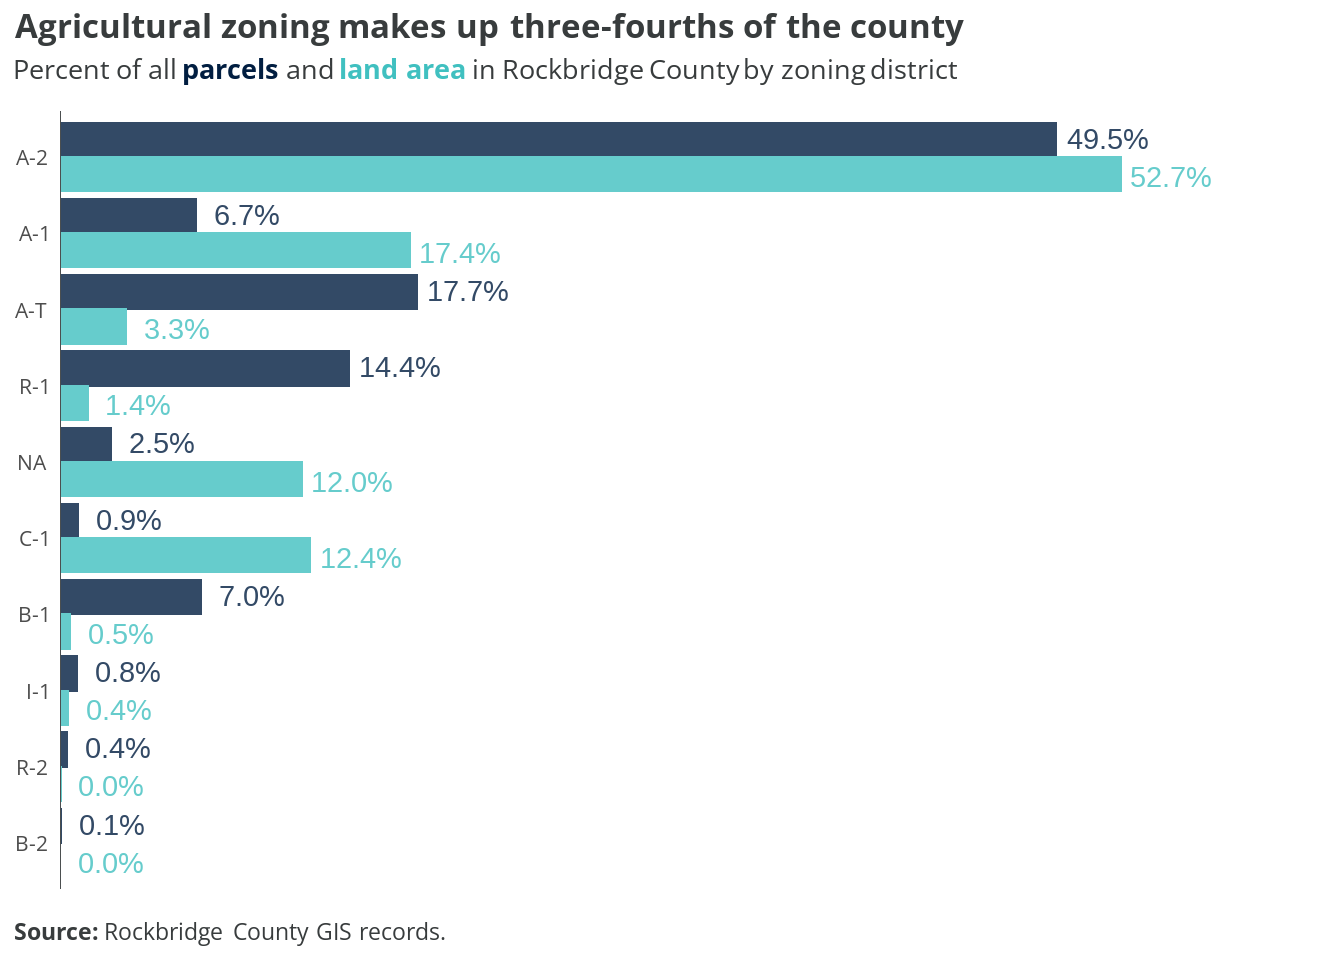 Agricultural zoning makes up three-fourths of the county
Percent of all parcels and land area in Rockbridge County by zoning district
A-2
49.5%
52.7%
A-1
6.7%
17.4%
A-T
17.7%
3.3%
R-1
14.4%
1.4%
NA
2.5%
12.0%
C-1
0.9%
12.4%
B-1
7.0%
0.5%
I-1
0.8%
0.4%
R-2
0.4%
0.0%
B-2
0.1%
0.0%
Source: Rockbridge County GIS records.